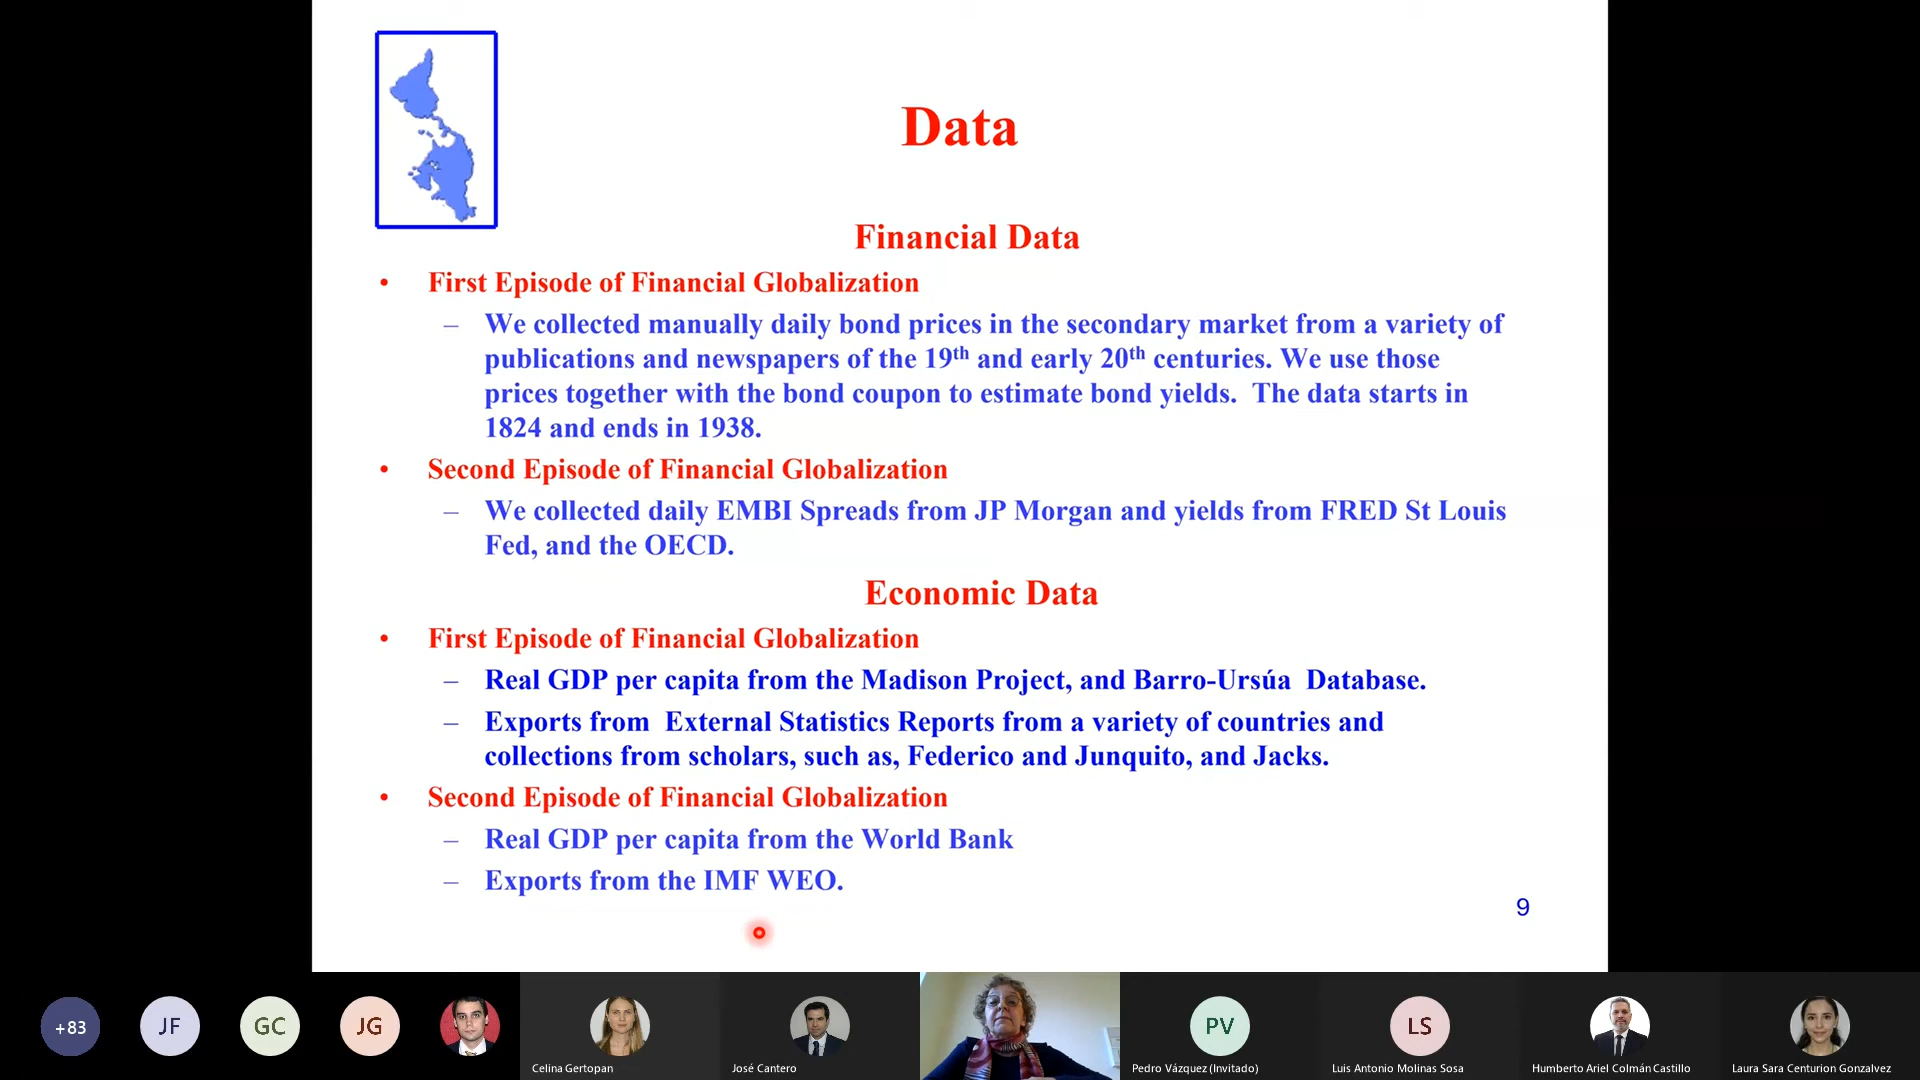 Data
Financial Data
• First Episode of Financial Globalization
– We collected manually daily bond prices in the secondary market from a variety of
publications and newspapers of the 19th and early 20th centuries. We use those
prices together with the bond coupon to estimate bond yields.  The data starts in
1824 and ends in 1938.
• Second Episode of Financial Globalization
– We collected daily EMBI Spreads from JP Morgan and yields from FRED St Louis
Fed, and the OECD.
Economic Data
• First Episode of Financial Globalization
– Real GDP per capita from the Madison Project, and Barro-Ursúa  Database.
– Exports from  External Statistics Reports from a variety of countries and
collections from scholars, such as, Federico and Junquito, and Jacks.
• Second Episode of Financial Globalization
– Real GDP per capita from the World Bank
– Exports from the IMF WEO.
9
+83 JF GC JG PV LS
Celina Gertopan José Cantero Pedro Vázquez (Invitado) Luis Antonio Molinas Sosa Humberto Ariel Colmán Castillo Laura Sara Centurion Gonzalvez